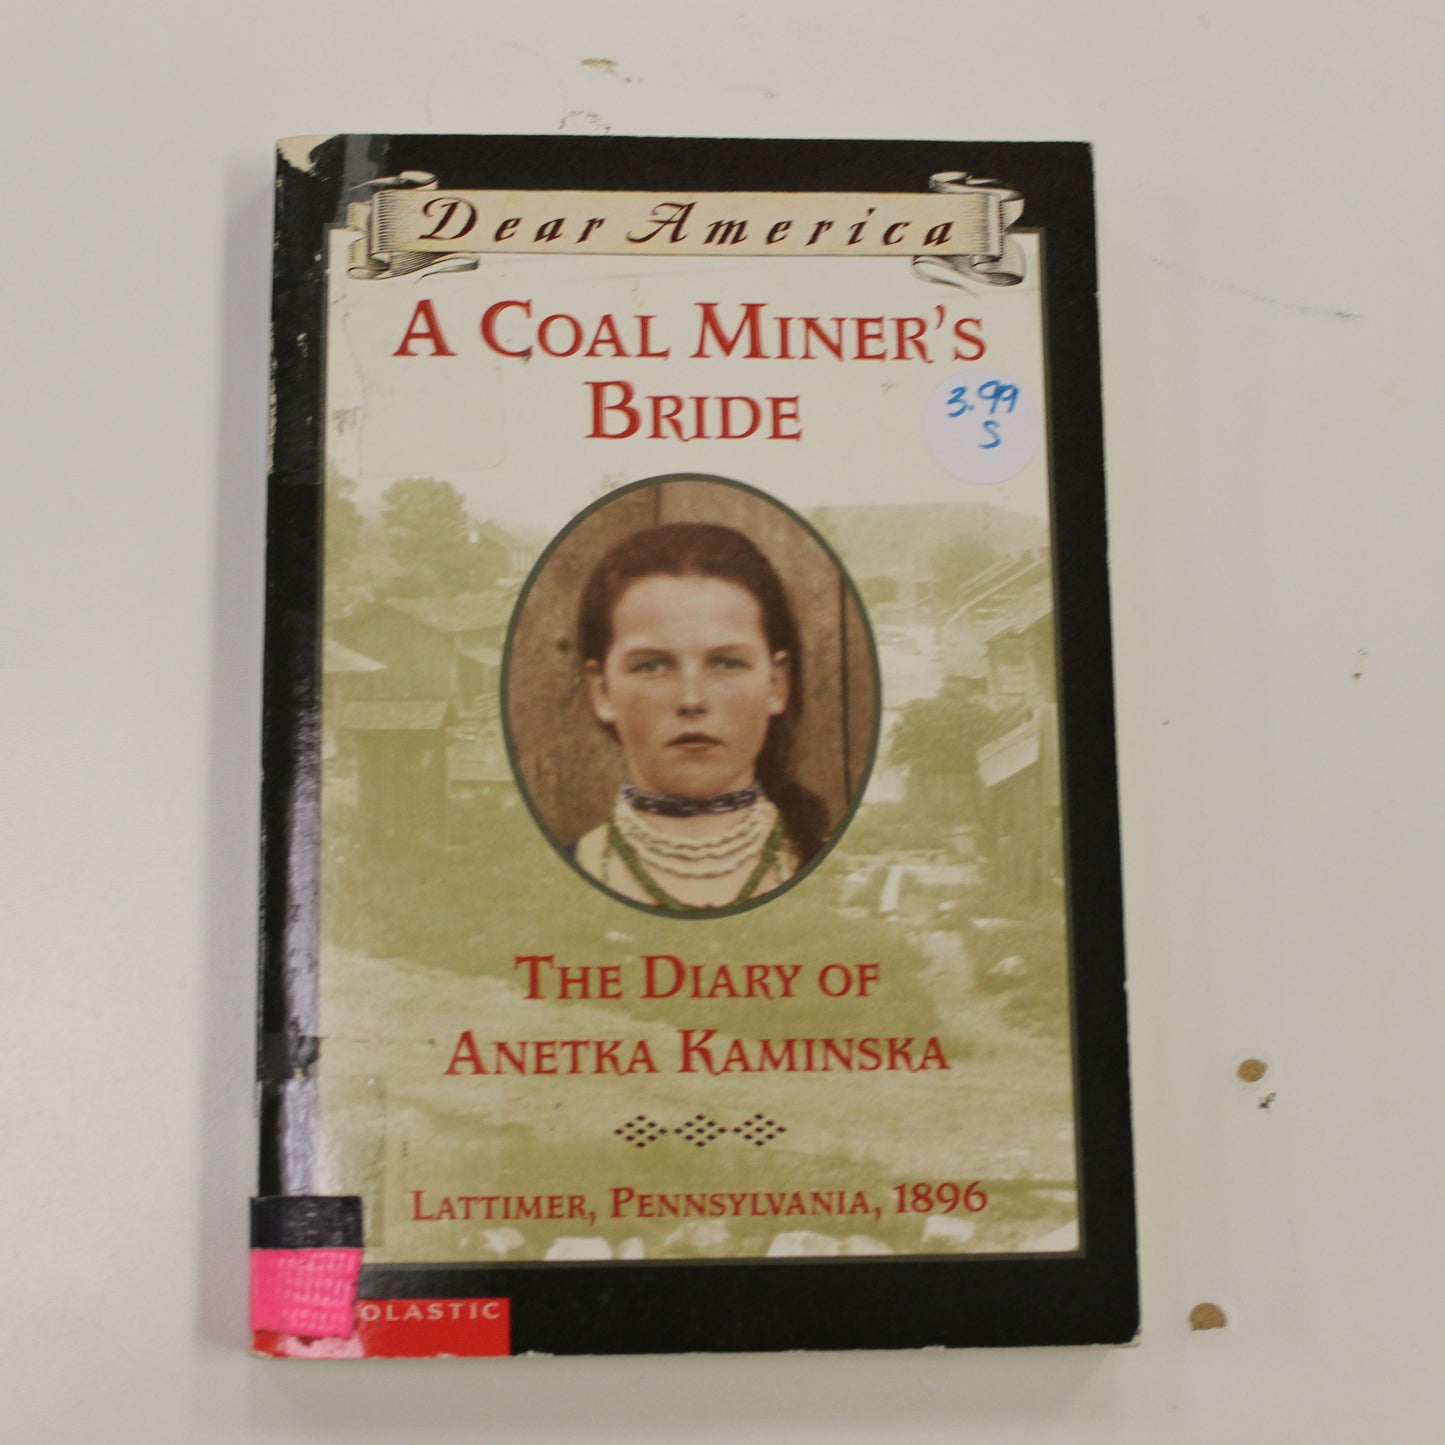 Dear America
A COAL MINER'S
BRIDE
3.99
S
THE DIARY OF
ANETKA KAMINSKA
LATTIMER, PENNSYLVANIA, 1896
OLASTIC